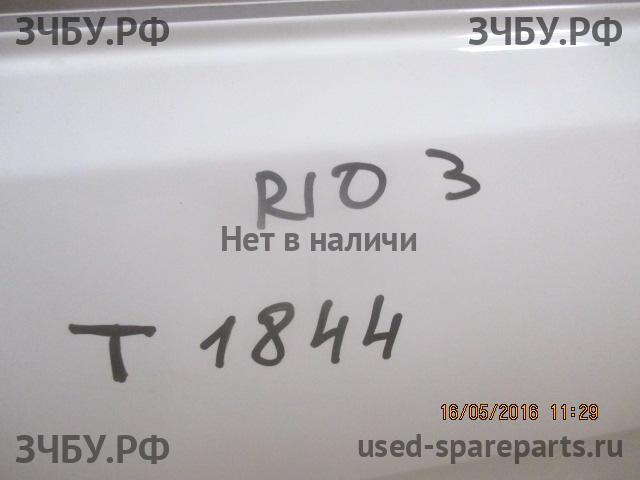 ЗЧБУ.РФ ЗЧБУ.РФ
RIO 3
Нет в наличи
T 1844
16/05/2016 11:29
ЗЧБУ.РФ used-spareparts.ru